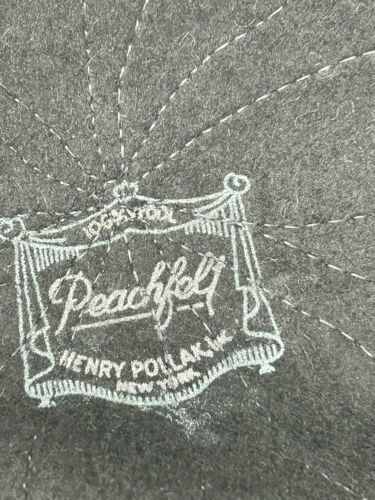 100% WOOL
Peachfelt
HENRY POLLAK, Inc.
NEW YORK